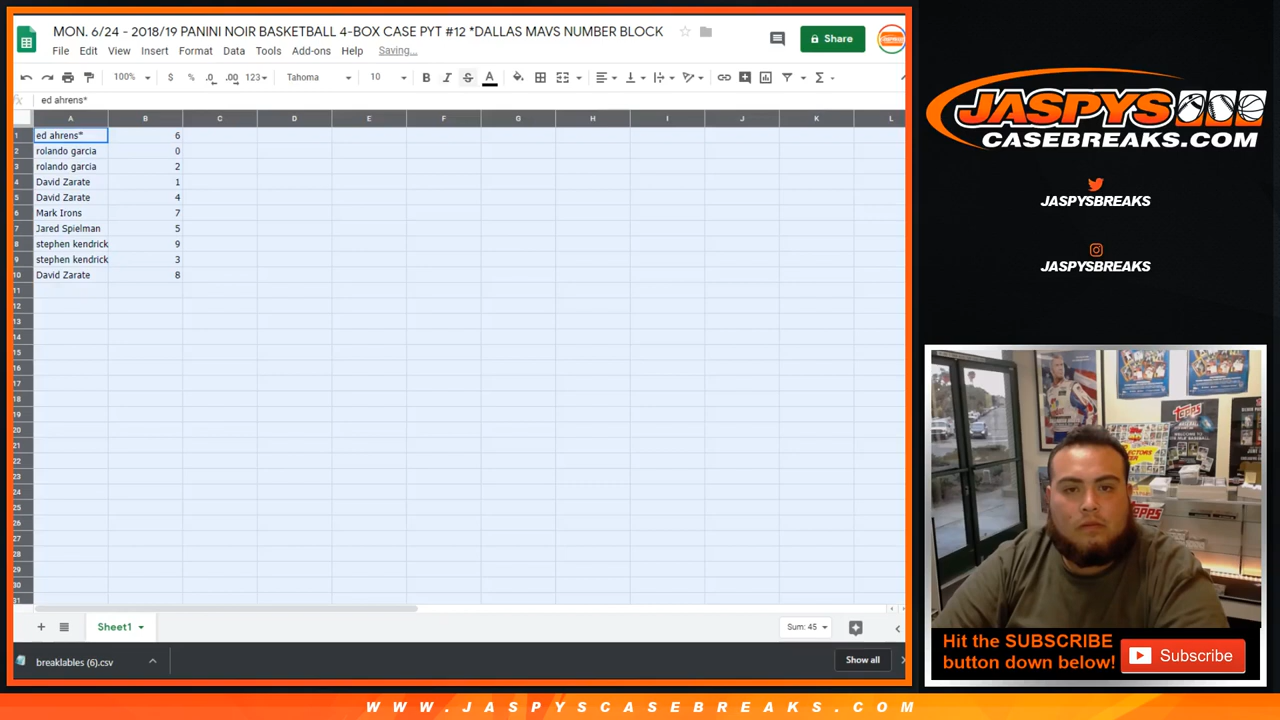 MON. 6/24 - 2018/19 PANINI NOIR BASKETBALL 4-BOX CASE PYT #12 *DALLAS MAVS NUMBER BLOCK
File Edit View Insert Format Data Tools Add-ons Help Saving...
Share
100% $ % .0 .00 123 Tahoma 10 B I S A
fx ed ahrens*
A B C D E F G H I J K L
1 ed ahrens* 6
2 rolando garcia 0
3 rolando garcia 2
4 David Zarate 1
5 David Zarate 4
6 Mark Irons 7
7 Jared Spielman 5
8 stephen kendrick 9
9 stephen kendrick 3
10 David Zarate 8
11
12
13
14
15
16
17
18
19
20
21
22
23
24
25
26
27
28
29
30
31
Sheet1
Sum: 45
breaklables (6).csv
Show all
JASPYS
CASEBREAKS.COM
JASPYSBREAKS
JASPYSBREAKS
topps
Topps
Hit the SUBSCRIBE
button down below!
Subscribe
WWW.JASPYSCASEBREAKS.COM